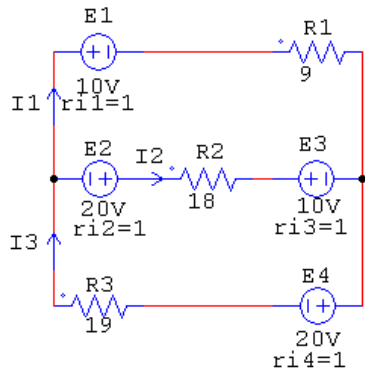 E1
R1
I1
10V
ri1=1
9
E2
I2
R2
E3
20V
ri2=1
18
10V
ri3=1
I3
R3
E4
19
20V
ri4=1